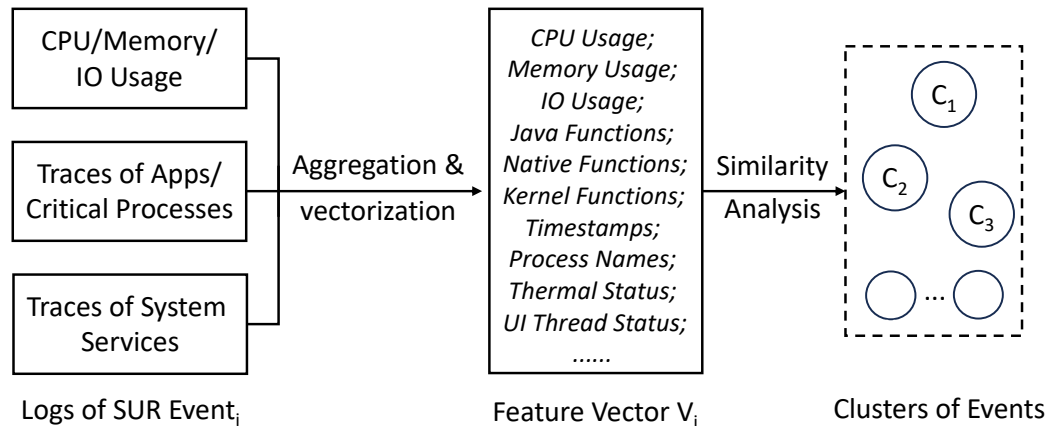 CPU/Memory/
IO Usage
Traces of Apps/
Critical Processes
Traces of System
Services
Logs of SUR Eventᵢ
Aggregation &
vectorization
CPU Usage;
Memory Usage;
IO Usage;
Java Functions;
Native Functions;
Kernel Functions;
Timestamps;
Process Names;
Thermal Status;
UI Thread Status;
......
Feature Vector Vᵢ
Similarity
Analysis
C₁
C₂
C₃
...
Clusters of Events